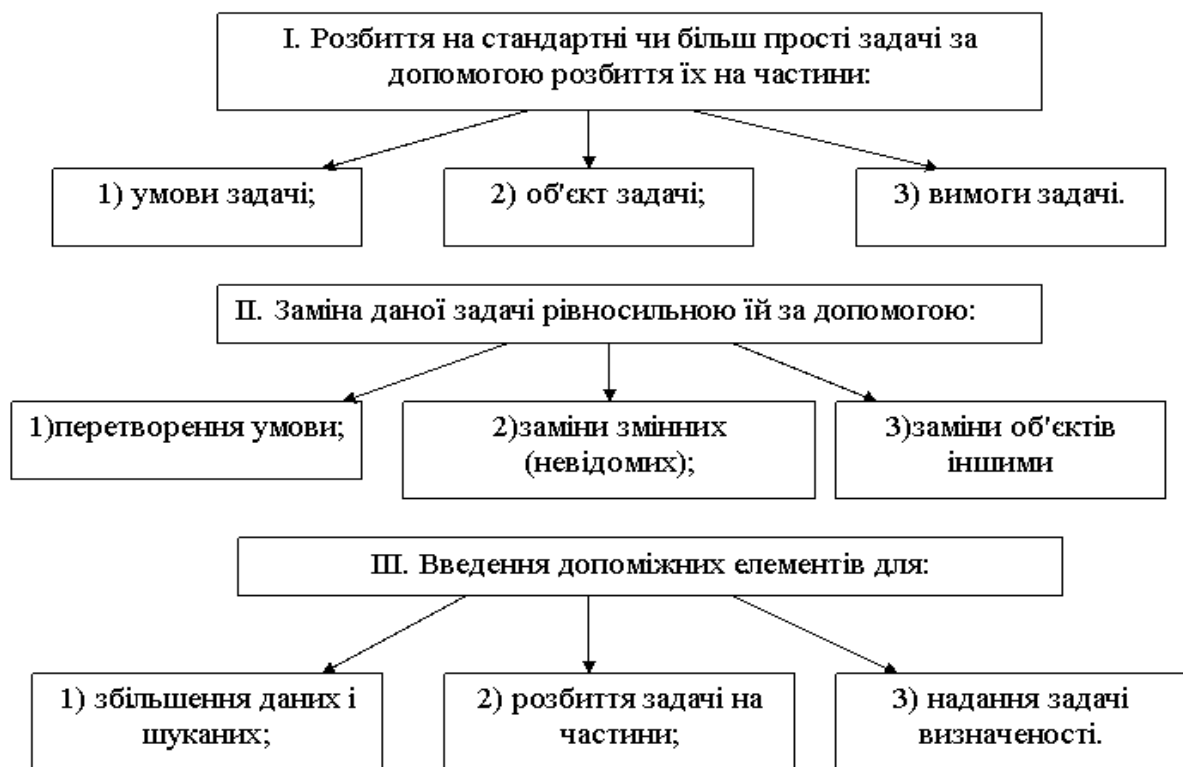 I. Розбиття на стандартні чи більш прості задачі за
допомогою розбиття їх на частини:
1) умови задачі;
2) об'єкт задачі;
3) вимоги задачі.
II. Заміна даної задачі рівносильною їй за допомогою:
1)перетворення умови;
2)заміни змінних
(невідомих);
3)заміни об'єктів
іншими
III. Введення допоміжних елементів для:
1) збільшення даних і
шуканих;
2) розбиття задачі на
частини;
3) надання задачі
визначеності.